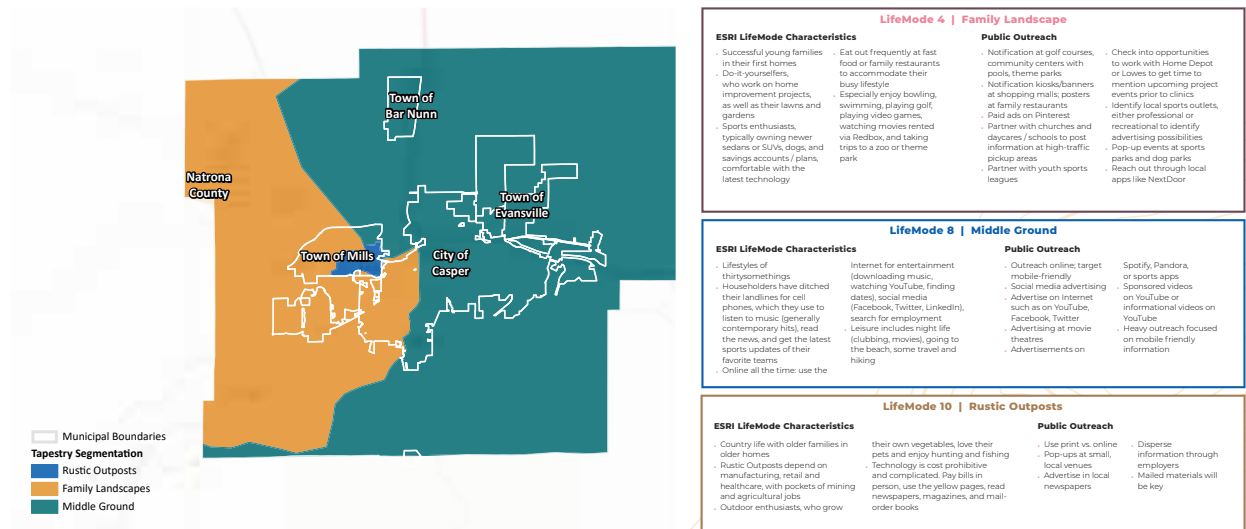 Town of
Bar Nunn
Natrona
County
Town of
Evansville
Town of Mills
City of
Casper
Municipal Boundaries
Tapestry Segmentation
Rustic Outposts
Family Landscapes
Middle Ground
LifeMode 4 | Family Landscape
ESRI LifeMode Characteristics
Successful young families
in their first homes
Do-it-yourselfers,
who work on home
improvement projects,
as well as their lawns and
gardens
Sports enthusiasts,
typically owning newer
sedans or SUVs, dogs, and
savings accounts / plans,
comfortable with the
latest technology
Eat out frequently at fast
food or family restaurants
to accommodate their
busy lifestyle
Especially enjoy bowling,
swimming, playing golf,
playing video games,
watching movies rented
via Redbox, and taking
trips to a zoo or theme
park
Public Outreach
Notification at golf courses,
community centers with
pools, theme parks
Notification kiosks/banners
at shopping malls; posters
at family restaurants
Paid ads on Pinterest
Partner with churches and
daycares / schools to post
information at high-traffic
pickup areas
Partner with youth sports
leagues
Check into opportunities
to work with Home Depot
or Lowes to get time to
mention upcoming project
events prior to clinics
Identify local sports outlets,
either professional or
recreational to identify
advertising possibilities
Pop-up events at sports
parks and dog parks
Reach out through local
apps like NextDoor
LifeMode 8 | Middle Ground
ESRI LifeMode Characteristics
Lifestyles of
thirtysomethings
Householders have ditched
their landlines for cell
phones, which they use to
listen to music (generally
contemporary hits), read
the news, and get the latest
sports updates of their
favorite teams
Online all the time: use the
Internet for entertainment
(downloading music,
watching YouTube, finding
dates), social media
(Facebook, Twitter, LinkedIn),
search for employment
Leisure includes night life
(clubbing, movies), going to
the beach, some travel and
hiking
Public Outreach
Outreach online; target
mobile-friendly
Social media advertising
Advertise on Internet
such as on YouTube,
Facebook, Twitter
Advertising at movie
theatres
Advertisements on
Spotify, Pandora,
or sports apps
Sponsored videos
on YouTube or
informational videos on
YouTube
Heavy outreach focused
on mobile friendly
information
LifeMode 10 | Rustic Outposts
ESRI LifeMode Characteristics
Country life with older families in
older homes
Rustic Outposts depend on
manufacturing, retail and
healthcare, with pockets of mining
and agricultural jobs
Outdoor enthusiasts, who grow
their own vegetables, love their
pets and enjoy hunting and fishing
Technology is cost prohibitive
and complicated. Pay bills in
person, use the yellow pages, read
newspapers, magazines, and mail-
order books
Public Outreach
Use print vs. online
Pop-ups at small,
local venues
Advertise in local
newspapers
Disperse
information through
employers
Mailed materials will
be key